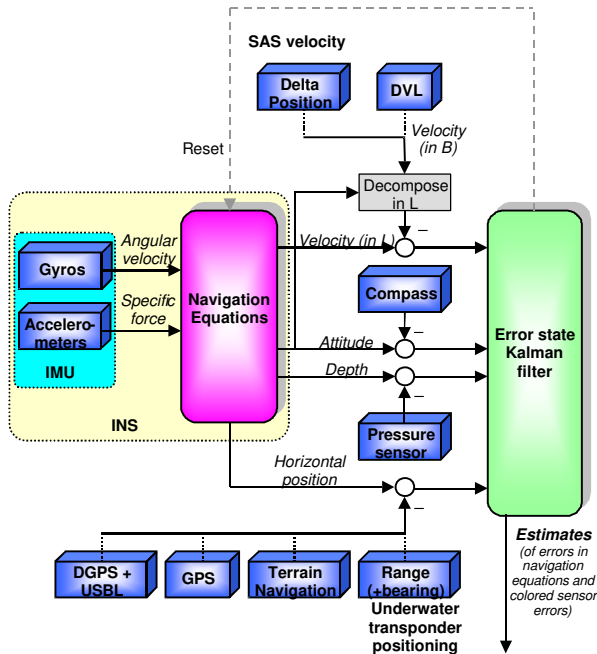 SAS velocity
Delta
Position
DVL
Velocity
(in B)
Reset
Decompose
in L
Angular
velocity
Velocity (in L)
Gyros
Navigation
Equations
Compass
Specific
force
Accelero-
meters
Attitude
Error state
Kalman
filter
IMU
Depth
INS
Pressure
sensor
Horizontal
position
DGPS +
USBL
GPS
Terrain
Navigation
Range
(+bearing)
Underwater
transponder
positioning
Estimates
(of errors in
navigation
equations and
colored sensor
errors)